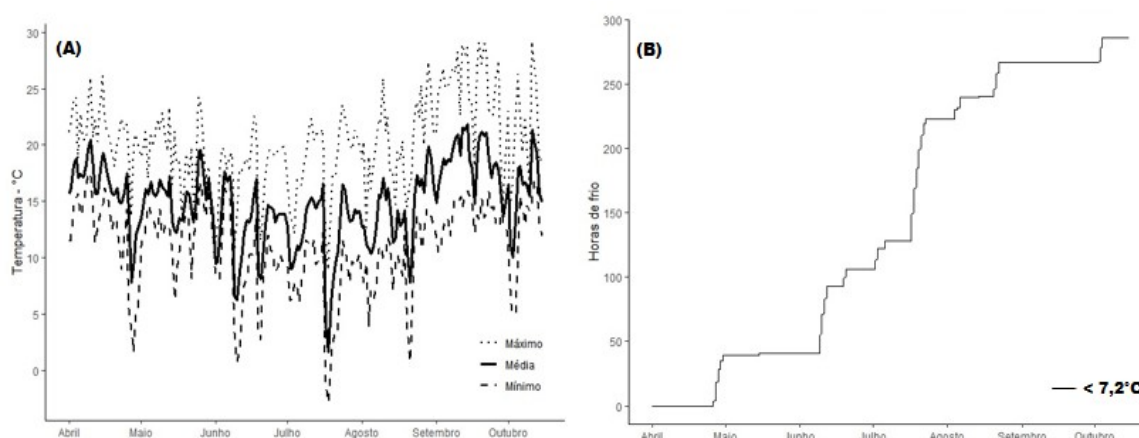 (A)
30
25
20
15
10
5
0
Temperatura - °C
Máximo
Média
Mínimo
Abril Maio Junho Julho Agosto Setembro Outubro
(B)
300
250
200
150
100
50
0
Horas de frio
< 7,2°C
Abril Maio Junho Julho Agosto Setembro Outubro